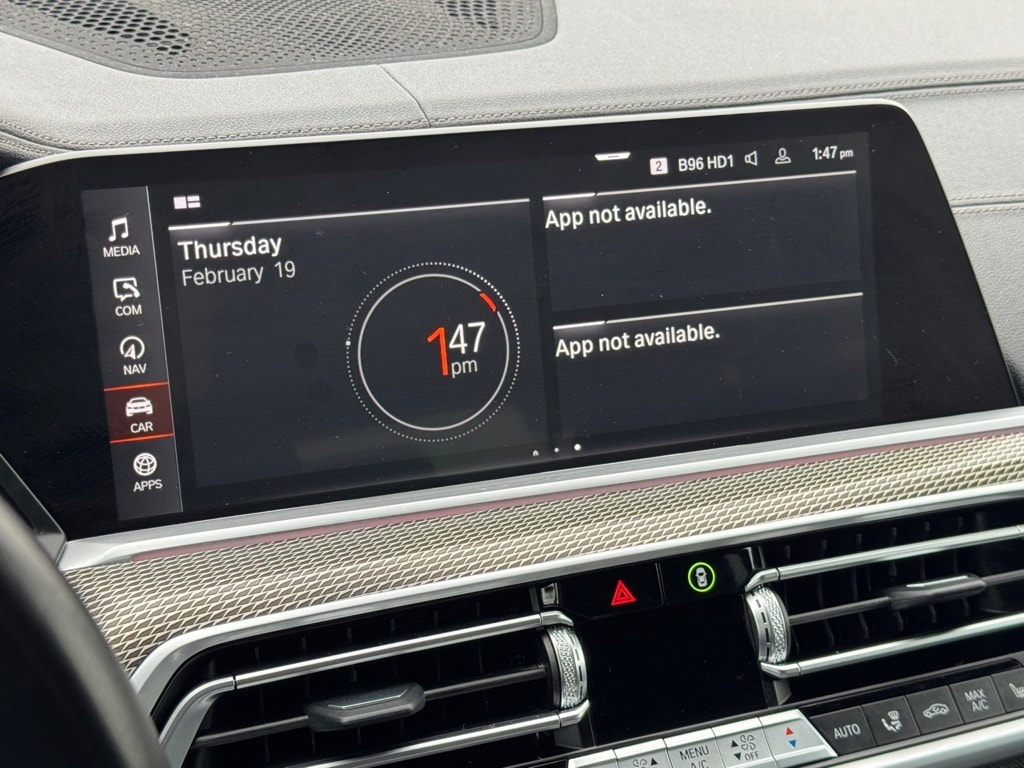 2 B96 HD1 1:47 pm
MEDIA
COM
NAV
CAR
APPS
Thursday
February 19
1 47
pm
App not available.
App not available.
MENU
A/C
OFF
AUTO
MAX
A/C